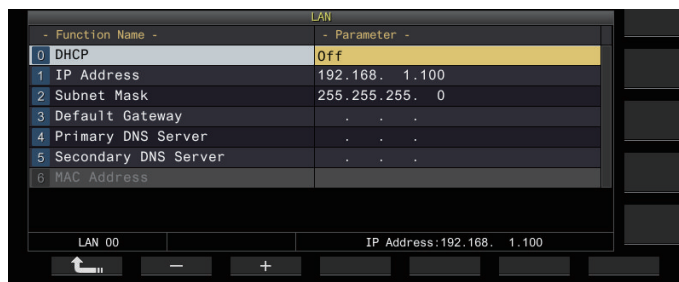 LAN
- Function Name - - Parameter -
0 DHCP Off
1 IP Address 192.168.  1.100
2 Subnet Mask 255.255.255.  0
3 Default Gateway . . .
4 Primary DNS Server . . .
5 Secondary DNS Server . . .
6 MAC Address
LAN 00 IP Address:192.168.  1.100
− +